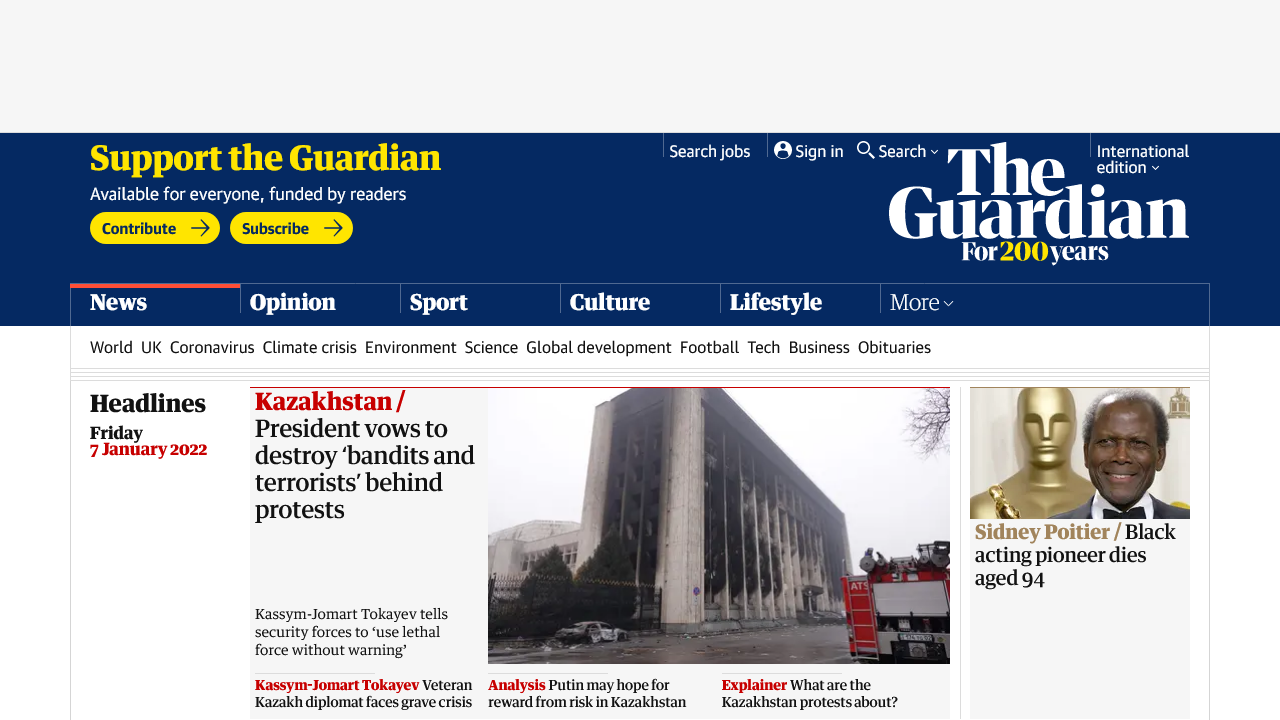 Support the Guardian
Available for everyone, funded by readers
Contribute
Subscribe
Search jobs
Sign in
Search
International
edition
The
Guardian
For 200 years
News
Opinion
Sport
Culture
Lifestyle
More
World UK Coronavirus Climate crisis Environment Science Global development Football Tech Business Obituaries
Headlines
Friday
7 January 2022
Kazakhstan /
President vows to
destroy ‘bandits and
terrorists’ behind
protests
Kassym-Jomart Tokayev tells
security forces to ‘use lethal
force without warning’
Kassym-Jomart Tokayev Veteran
Kazakh diplomat faces grave crisis
Analysis Putin may hope for
reward from risk in Kazakhstan
Explainer What are the
Kazakhstan protests about?
Sidney Poitier / Black
acting pioneer dies
aged 94